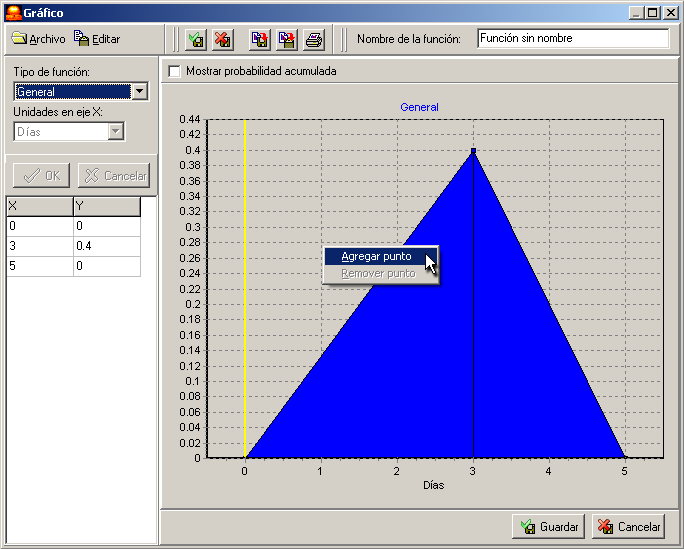 Gráfico
Archivo Editar Nombre de la función: Función sin nombre
Tipo de función:
General
Unidades en eje X:
Días
OK Cancelar
X Y
0 0
3 0.4
5 0
Mostrar probabilidad acumulada
General
0.44
0.42
0.4
0.38
0.36
0.34
0.32
0.3
0.28
0.26
0.24
0.22
0.2
0.18
0.16
0.14
0.12
0.1
0.08
0.06
0.04
0.02
0
Agregar punto
Remover punto
0 1 2 3 4 5
Días
Guardar Cancelar